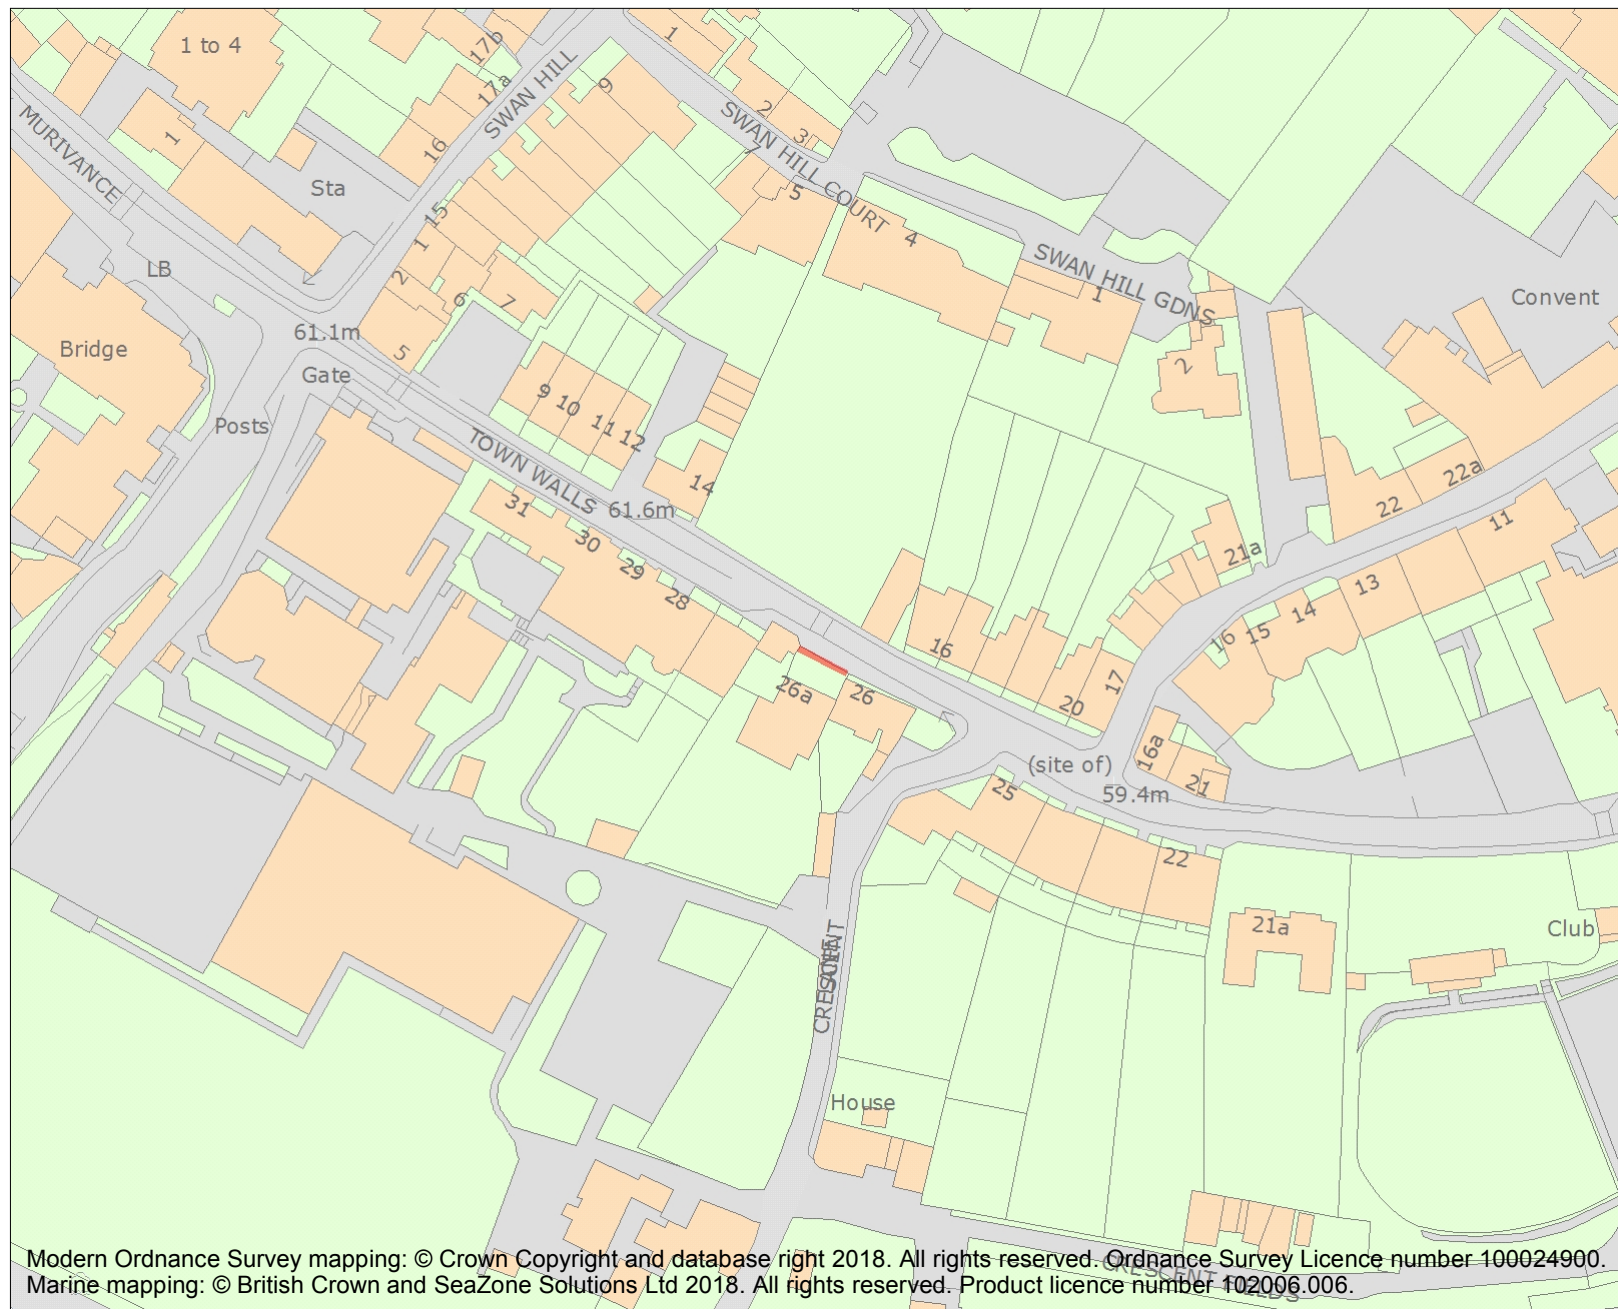 1 to 4
17b
1
MURIVANCE
1
17a
SWAN HILL
9
2
3
SWAN HILL COURT
16
7
Sta
15
5
4
1
SWAN HILL GDNS
LB
2
6
7
1
Convent
61.1m
Bridge
5
2
Gate
9
10
11
12
Posts
TOWN WALLS
14
22a
22
11
31
61.6m
30
21a
29
13
28
14
16
15
16
26a
26
17
20
(site of)
16a
21
25
59.4m
22
21a
Club
CRESCENT
LANE
House
CRESCENT FIELDS
Modern Ordnance Survey mapping: © Crown Copyright and database right 2018. All rights reserved. Ordnance Survey Licence number 100024900.
Marine mapping: © British Crown and SeaZone Solutions Ltd 2018. All rights reserved. Product licence number 102006.006.